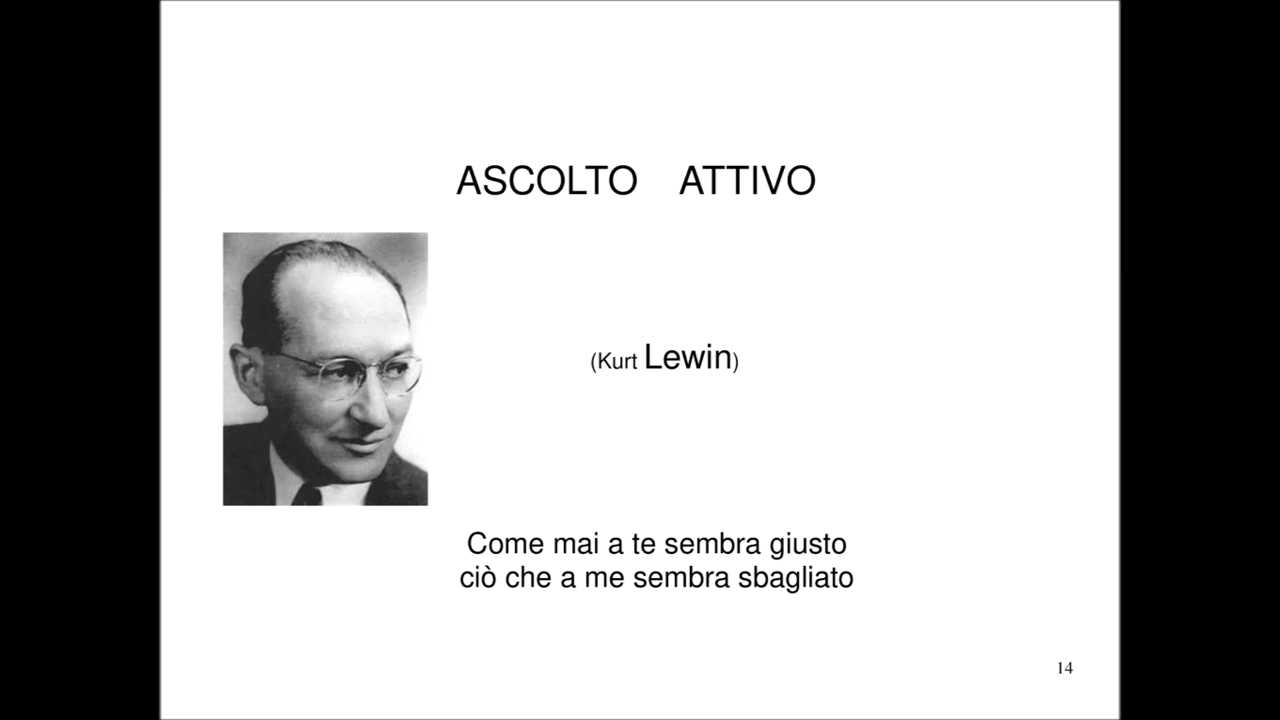 ASCOLTO ATTIVO
(Kurt Lewin)
Come mai a te sembra giusto
ciò che a me sembra sbagliato
14